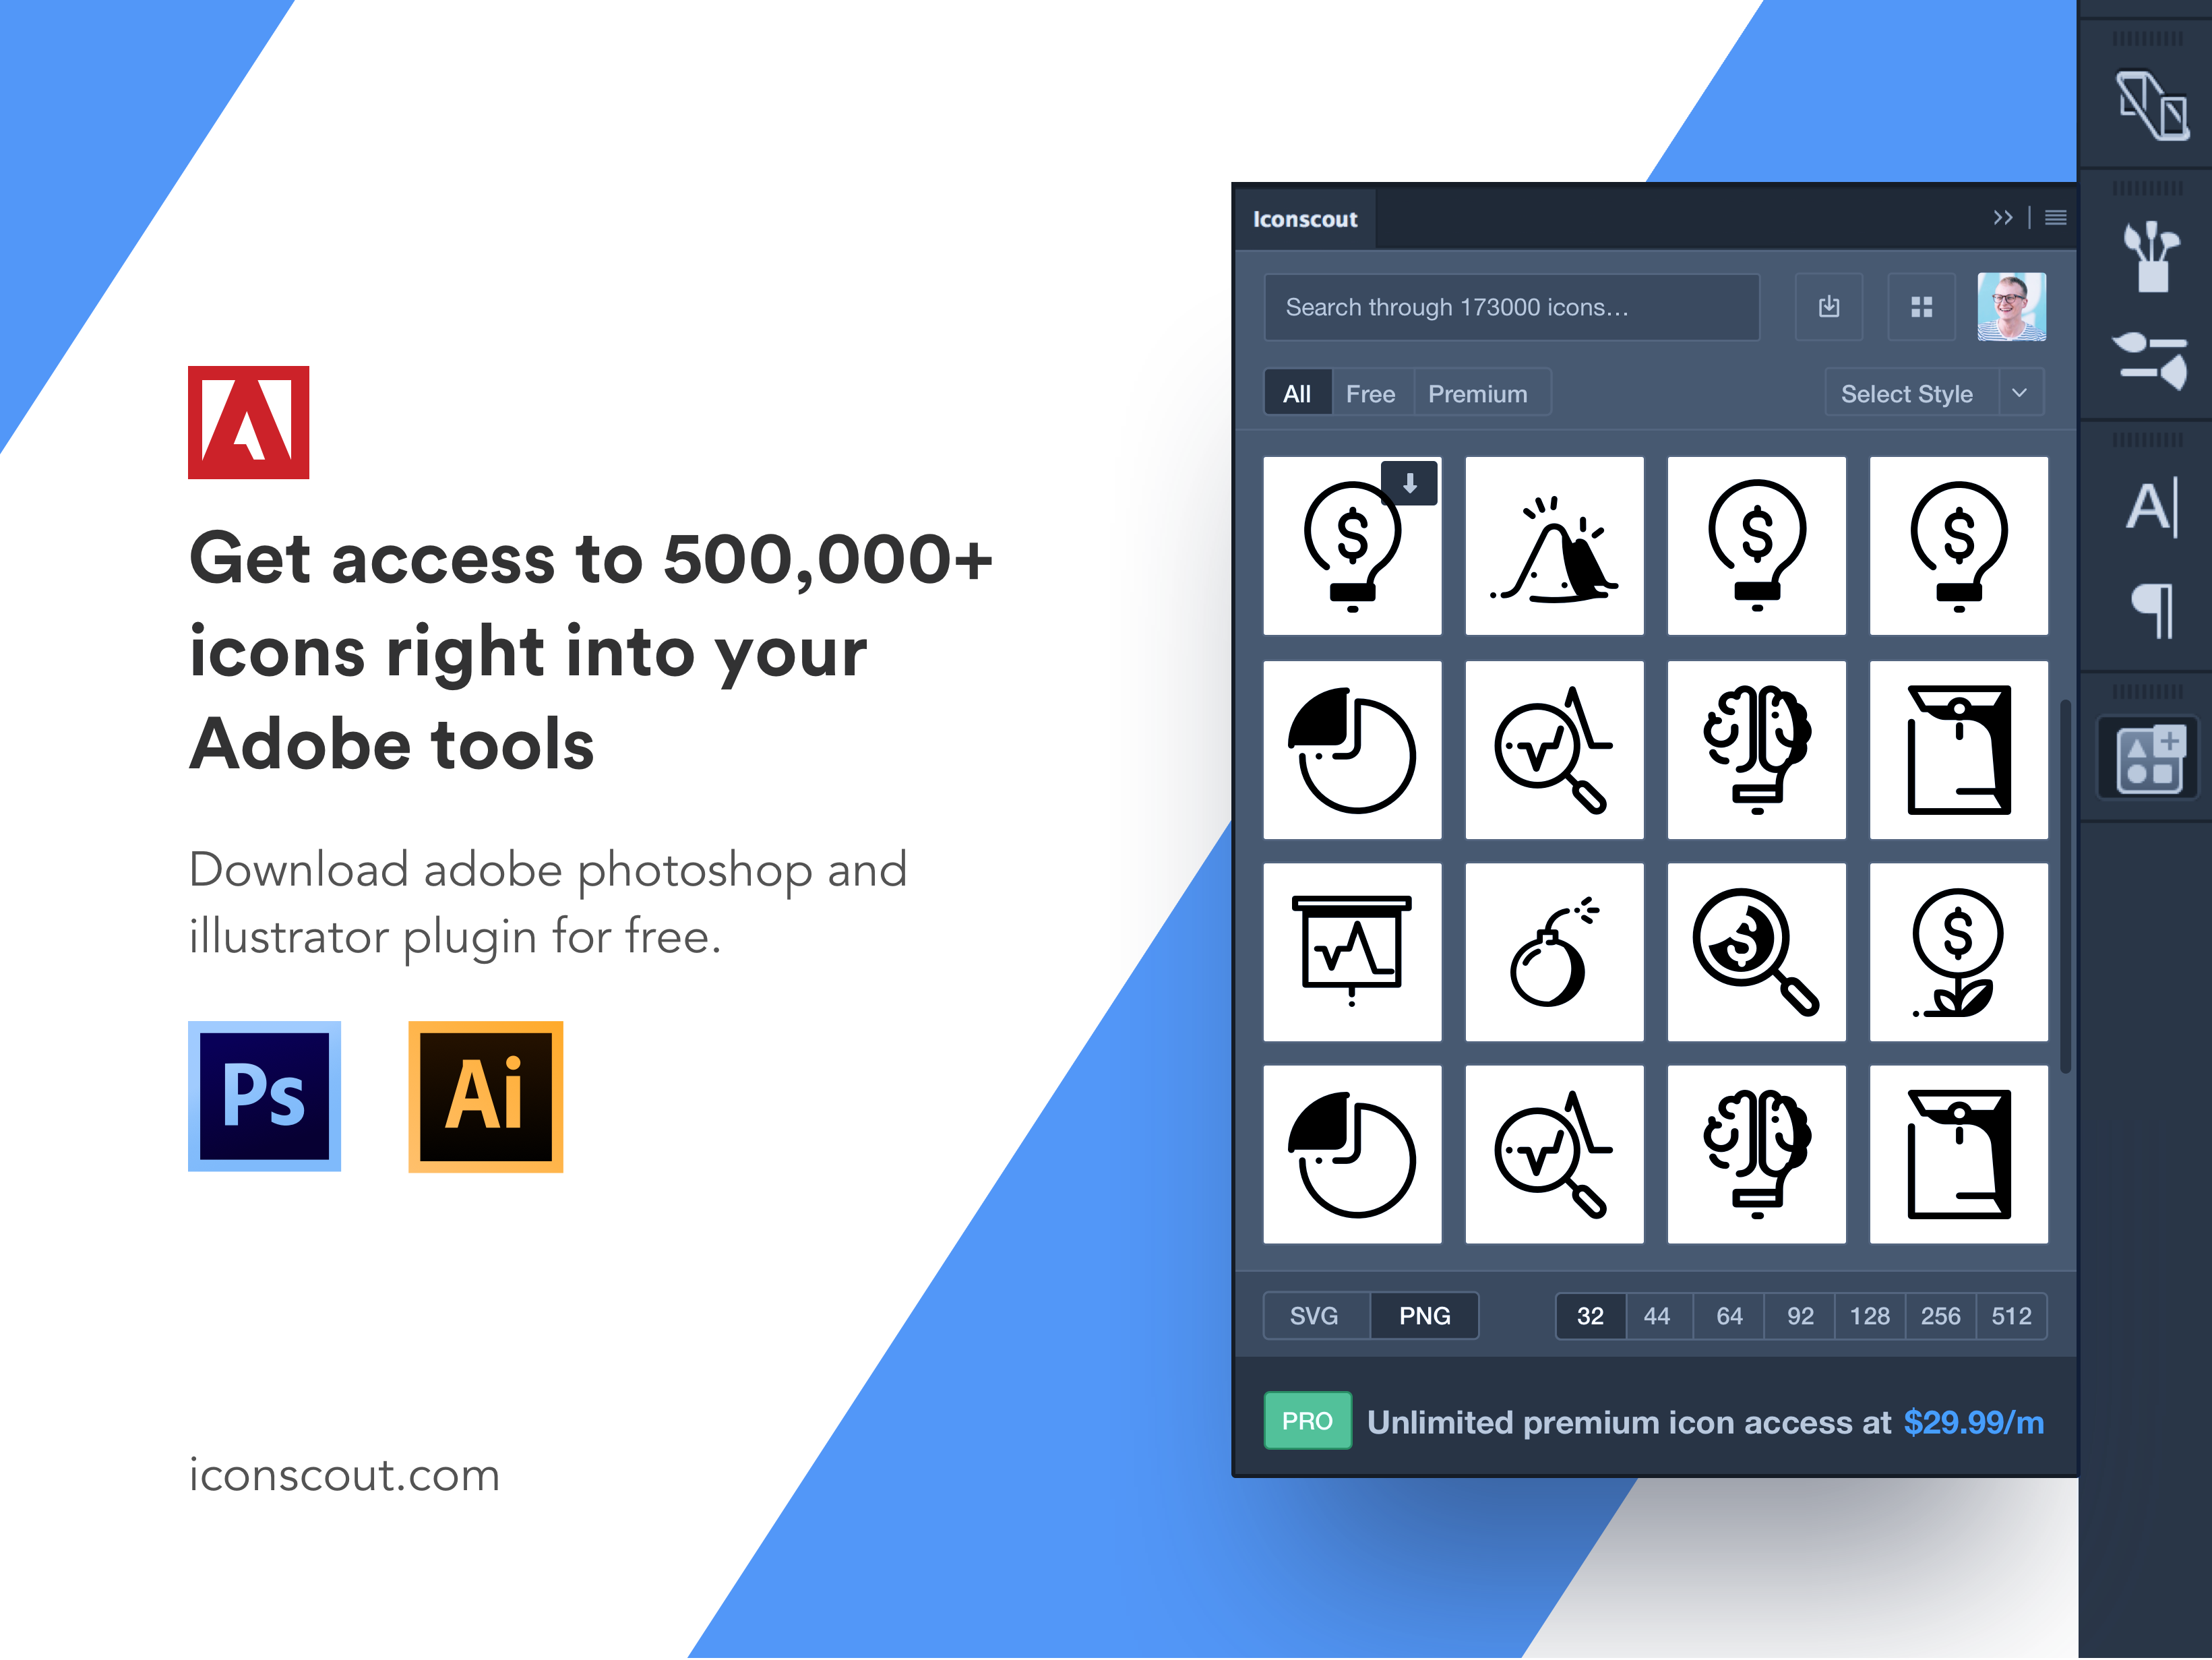 Get access to 500,000+
icons right into your
Adobe tools
Download adobe photoshop and
illustrator plugin for free.
Ps
Ai
iconscout.com
Iconscout
Search through 173000 icons...
All
Free
Premium
Select Style
SVG
PNG
32
44
64
92
128
256
512
PRO
Unlimited premium icon access at $29.99/m